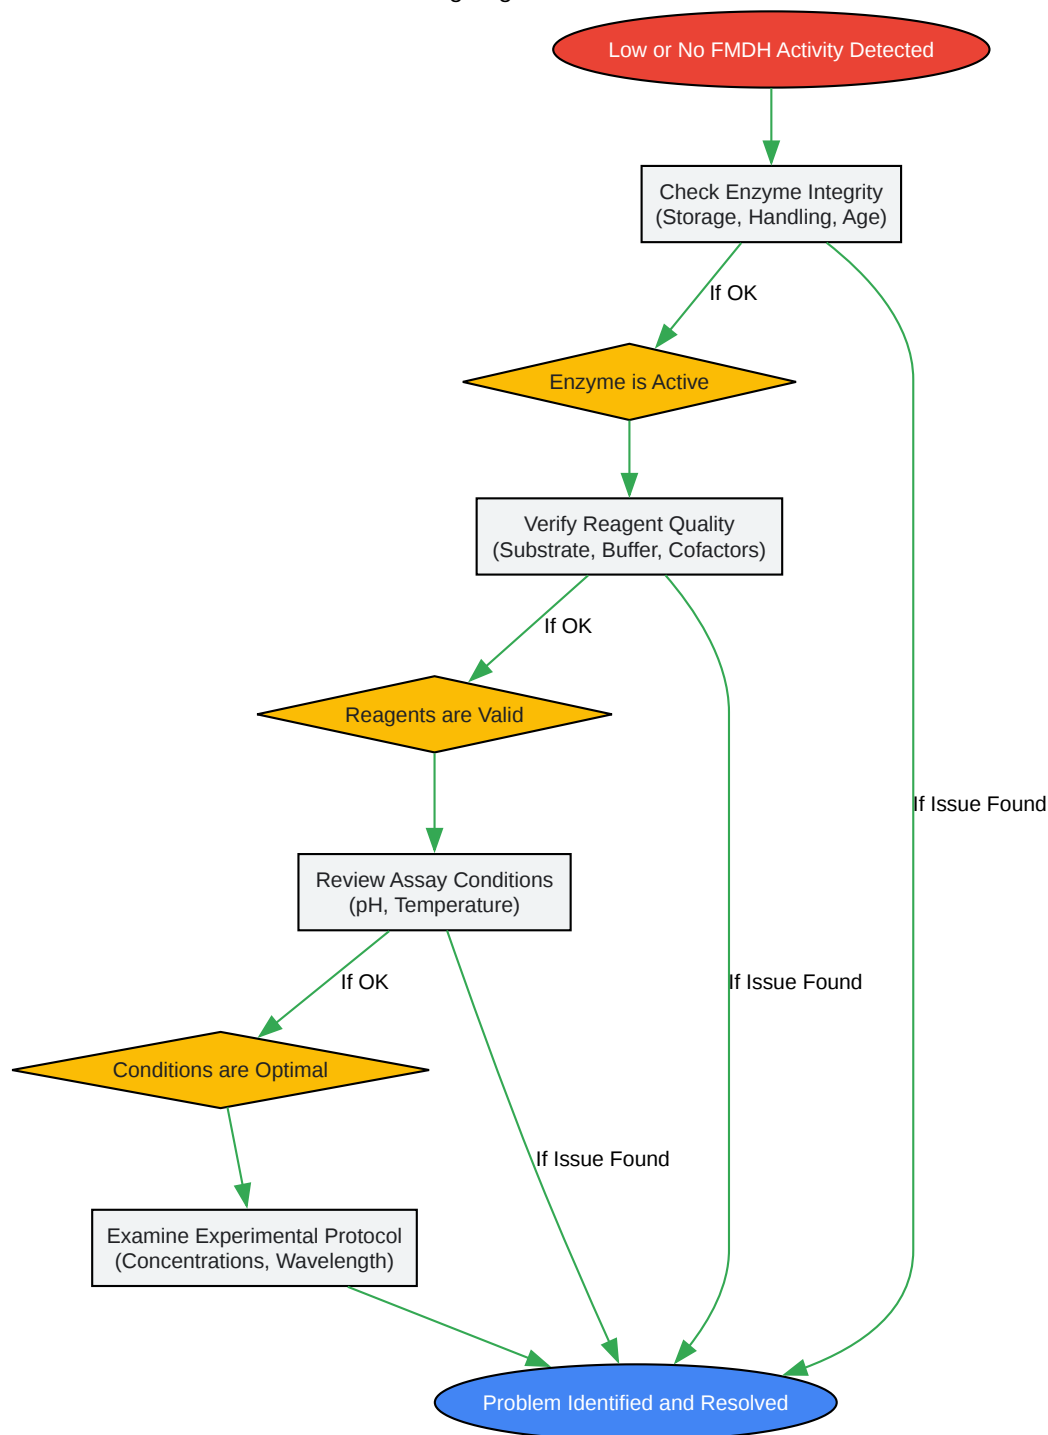 Low or No FMDH Activity Detected
Check Enzyme Integrity
(Storage, Handling, Age)
If OK
Enzyme is Active
Verify Reagent Quality
(Substrate, Buffer, Cofactors)
If OK
Reagents are Valid
If Issue Found
Review Assay Conditions
(pH, Temperature)
If OK
If Issue Found
Conditions are Optimal
If Issue Found
Examine Experimental Protocol
(Concentrations, Wavelength)
Problem Identified and Resolved